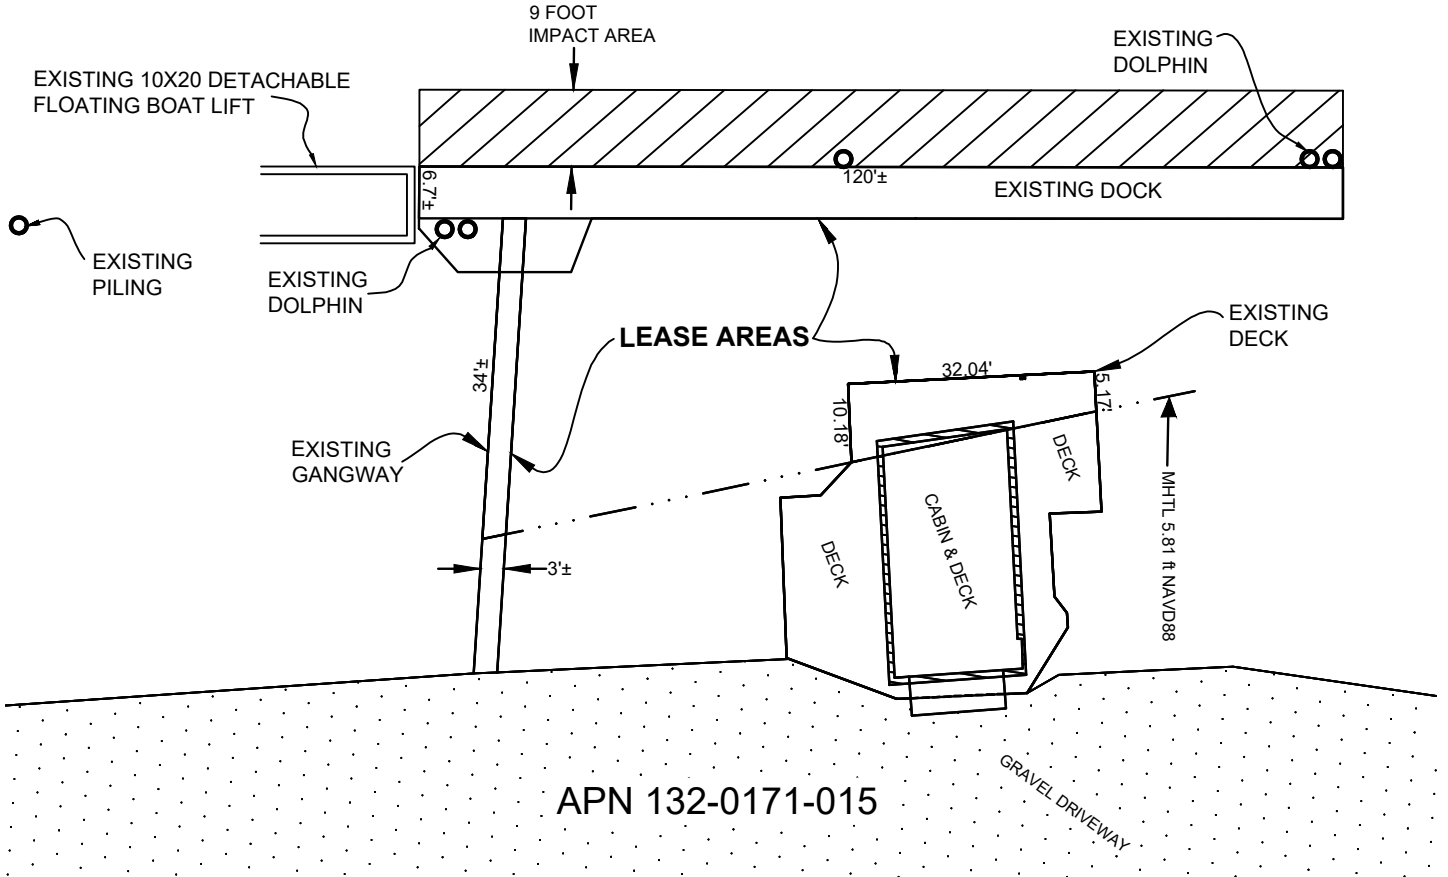 9 FOOT
IMPACT AREA
EXISTING
DOLPHIN
EXISTING 10X20 DETACHABLE
FLOATING BOAT LIFT
6.7'±
120'±
EXISTING DOCK
EXISTING
PILING
EXISTING
DOLPHIN
LEASE AREAS
EXISTING
DECK
34'±
32.04'
5.17'
10.18'
EXISTING
GANGWAY
DECK
MHTL 5.81 ft NAVD88
CABIN & DECK
DECK
3'±
GRAVEL DRIVEWAY
APN 132-0171-015